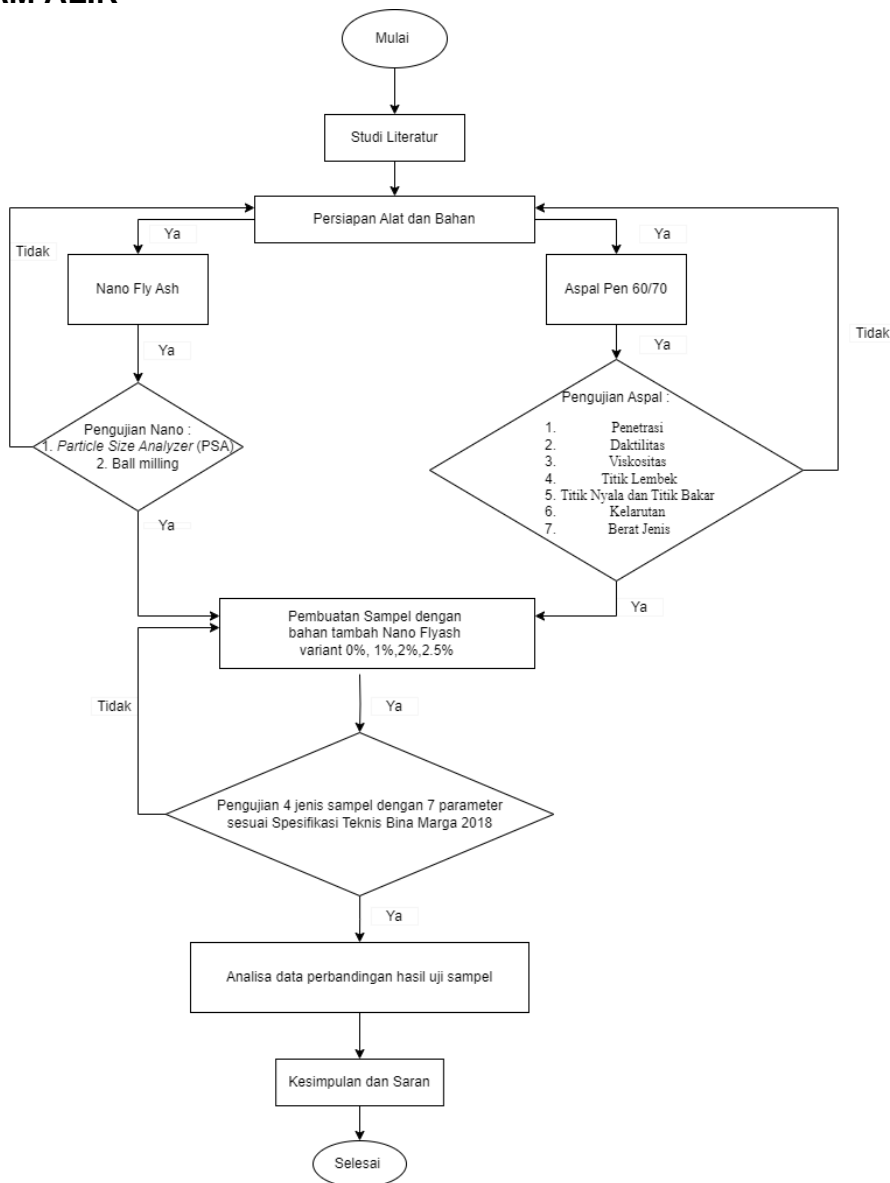 Mulai
Studi Literatur
Persiapan Alat dan Bahan
Ya
Ya
Tidak
Nano Fly Ash
Aspal Pen 60/70
Tidak
Ya
Ya
Pengujian Nano :
1. Particle Size Analyzer (PSA)
2. Ball milling
Pengujian Aspal :
1. Penetrasi
2. Daktilitas
3. Viskositas
4. Titik Lembek
5. Titik Nyala dan Titik Bakar
6. Kelarutan
7. Berat Jenis
Ya
Ya
Pembuatan Sampel dengan
bahan tambah Nano Flyash
variant 0%, 1%,2%,2.5%
Tidak
Ya
Pengujian 4 jenis sampel dengan 7 parameter
sesuai Spesifikasi Teknis Bina Marga 2018
Ya
Analisa data perbandingan hasil uji sampel
Kesimpulan dan Saran
Selesai